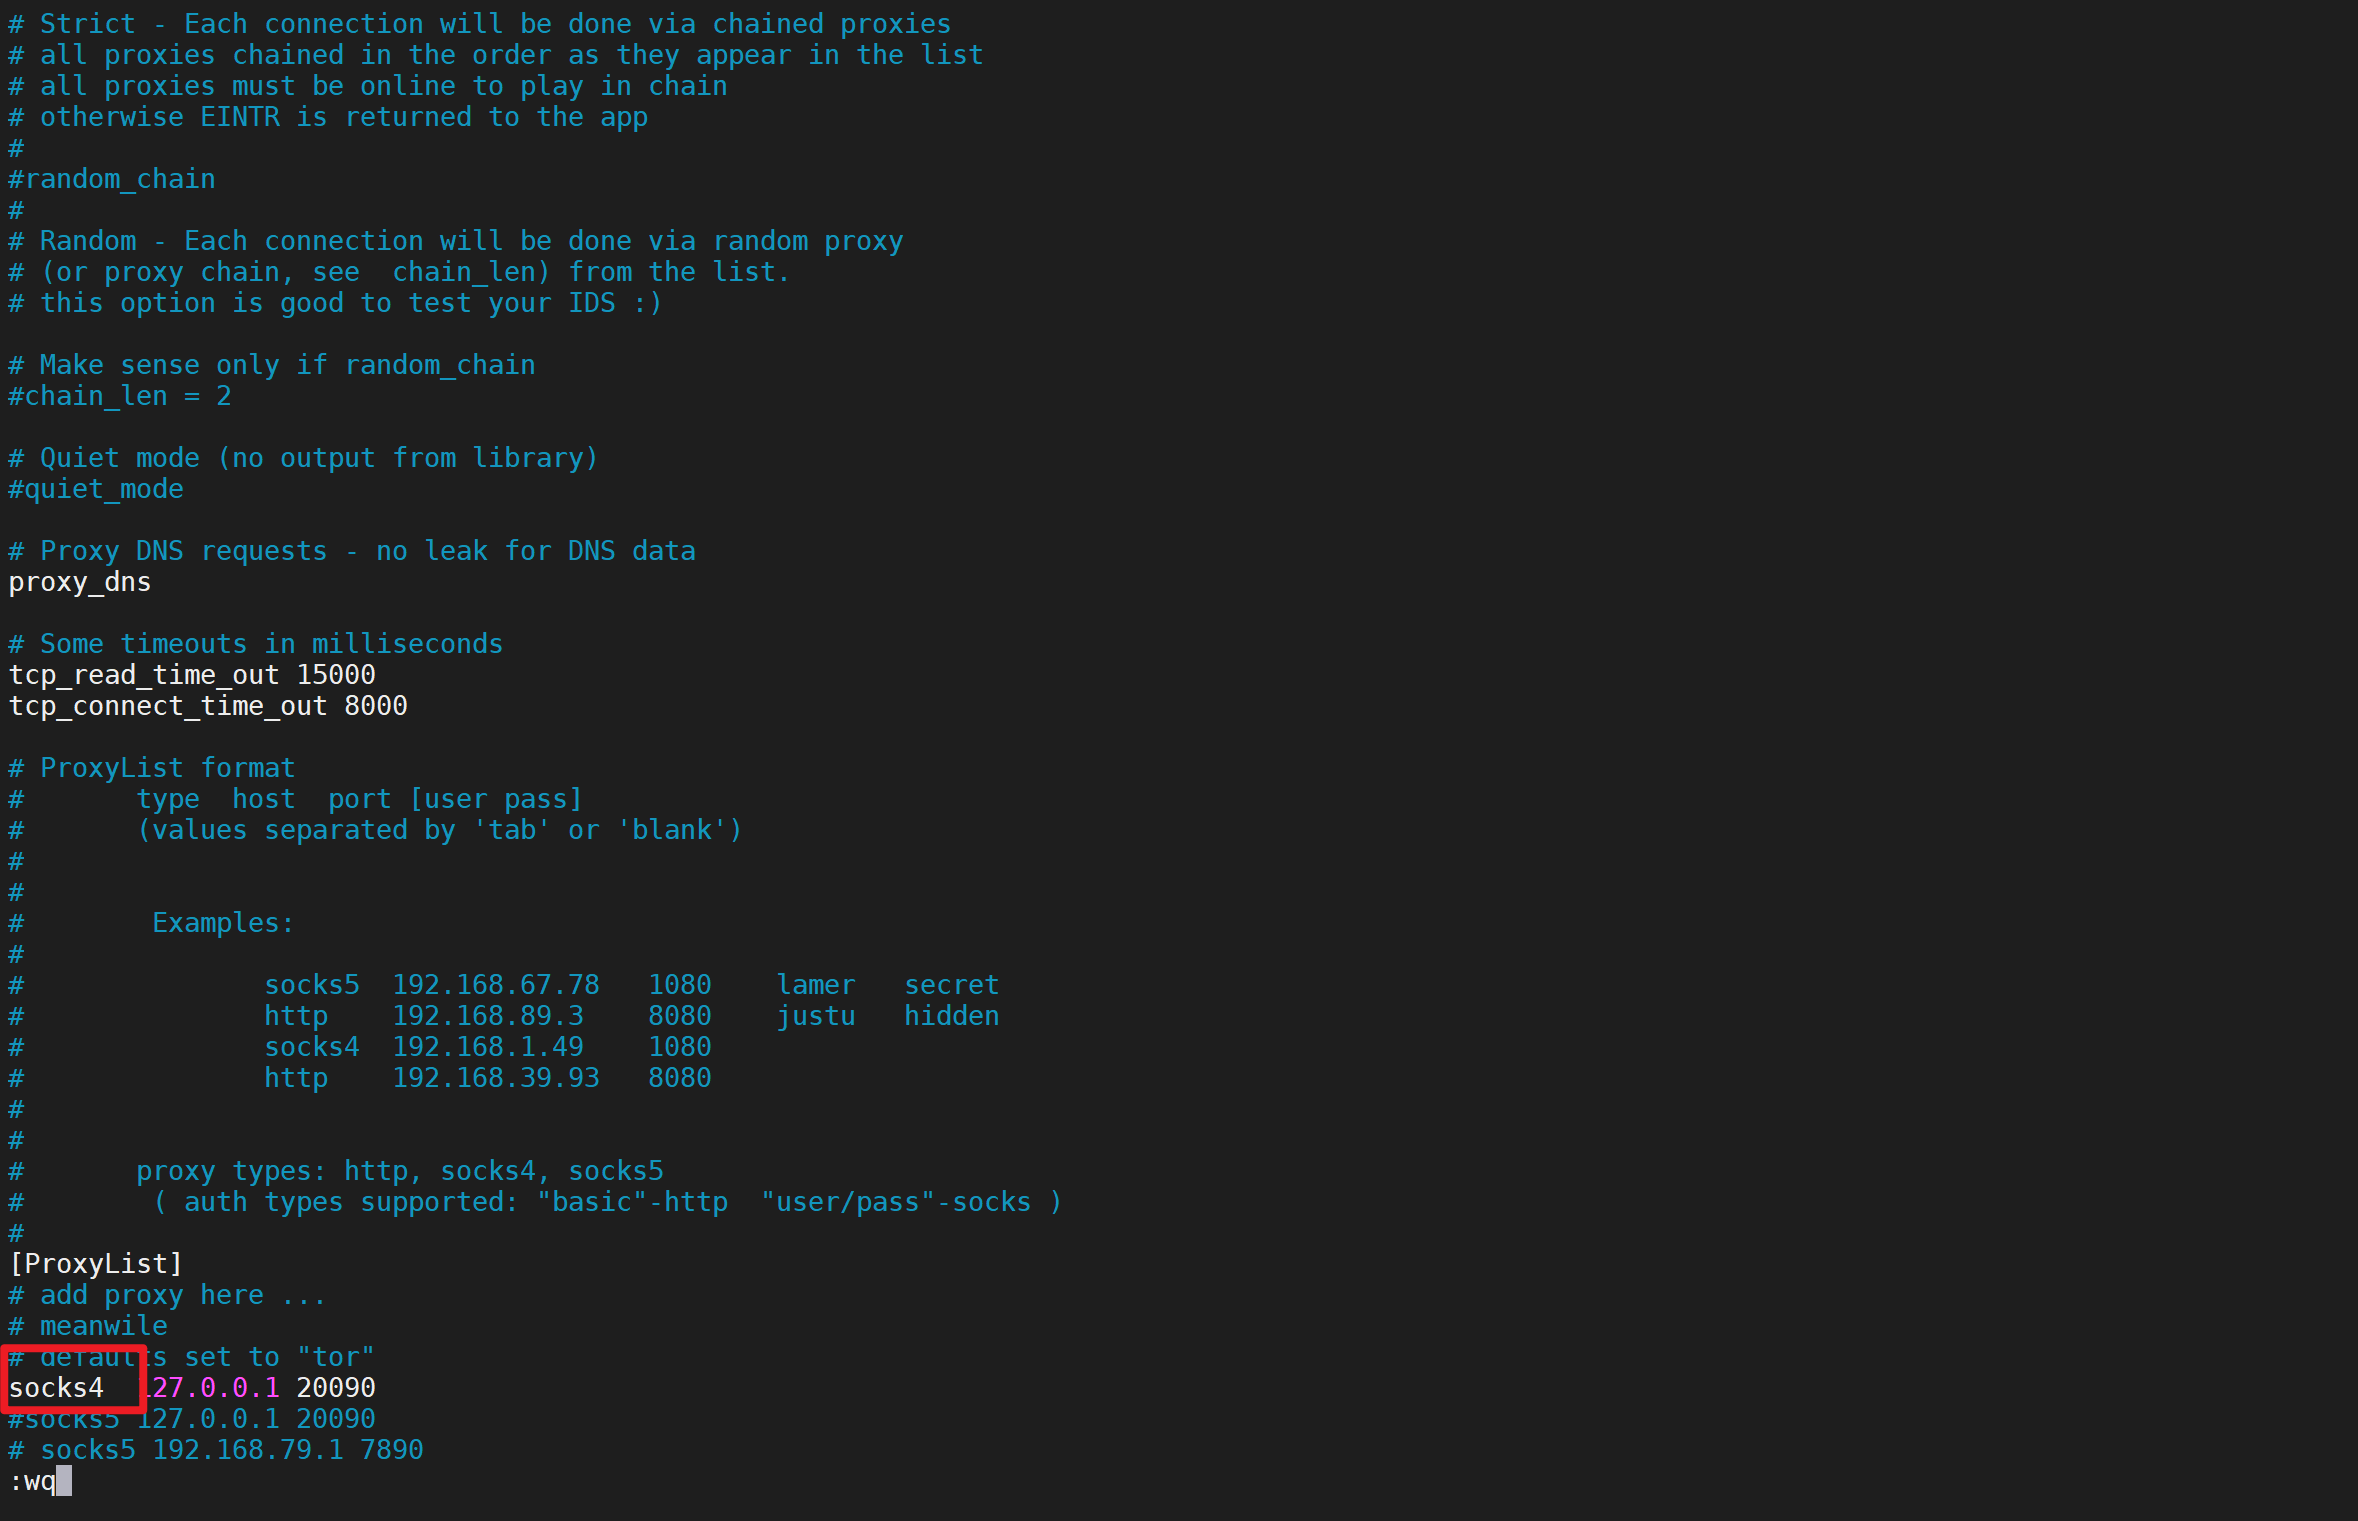 # Strict - Each connection will be done via chained proxies
# all proxies chained in the order as they appear in the list
# all proxies must be online to play in chain
# otherwise EINTR is returned to the app
#
#random_chain
#
# Random - Each connection will be done via random proxy
# (or proxy chain, see  chain_len) from the list.
# this option is good to test your IDS :)

# Make sense only if random_chain
#chain_len = 2

# Quiet mode (no output from library)
#quiet_mode

# Proxy DNS requests - no leak for DNS data
proxy_dns

# Some timeouts in milliseconds
tcp_read_time_out 15000
tcp_connect_time_out 8000

# ProxyList format
#       type  host  port [user pass]
#       (values separated by 'tab' or 'blank')
#
#
#        Examples:
#
#               socks5  192.168.67.78   1080    lamer   secret
#               http    192.168.89.3    8080    justu   hidden
#               socks4  192.168.1.49    1080
#               http    192.168.39.93   8080
#
#
#       proxy types: http, socks4, socks5
#        ( auth types supported: "basic"-http  "user/pass"-socks )
#
[ProxyList]
# add proxy here ...
# meanwile
# defaults set to "tor"
socks4  127.0.0.1 20090
#socks5 127.0.0.1 20090
# socks5 192.168.79.1 7890
:wq